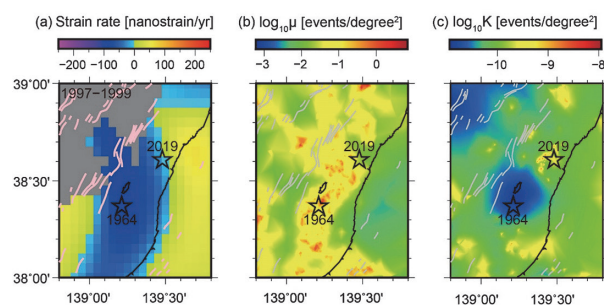 (a) Strain rate [nanostrain/yr]
−200 −100 0 100 200
(b) log₁₀μ [events/degree²]
−3 −2 −1 0
(c) log₁₀K [events/degree²]
−10 −9 −8
39°00'
38°30'
38°00'
1997−1999
2019
1964
139°00' 139°30'
2019
1964
139°00' 139°30'
2019
1964
139°00' 139°30'